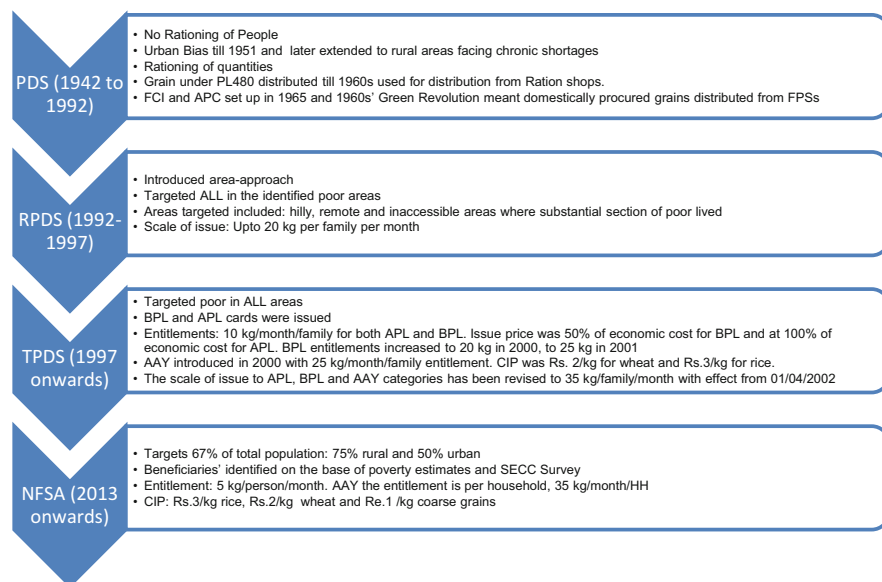 PDS (1942 to
1992)
• No Rationing of People
• Urban Bias till 1951 and later extended to rural areas facing chronic shortages
• Rationing of quantities
• Grain under PL480 distributed till 1960s used for distribution from Ration shops.
• FCI and APC set up in 1965 and 1960s' Green Revolution meant domestically procured grains distributed from FPSs
RPDS (1992-
1997)
• Introduced area-approach
• Targeted ALL in the identified poor areas
• Areas targeted included: hilly, remote and inaccessible areas where substantial section of poor lived
• Scale of issue: Upto 20 kg per family per month
TPDS (1997
onwards)
• Targeted poor in ALL areas
• BPL and APL cards were issued
• Entitlements: 10 kg/month/family for both APL and BPL. Issue price was 50% of economic cost for BPL and at 100% of
economic cost for APL. BPL entitlements increased to 20 kg in 2000, to 25 kg in 2001
• AAY introduced in 2000 with 25 kg/month/family entitlement. CIP was Rs. 2/kg for wheat and Rs.3/kg for rice.
• The scale of issue to APL, BPL and AAY categories has been revised to 35 kg/family/month with effect from 01/04/2002
NFSA (2013
onwards)
• Targets 67% of total population: 75% rural and 50% urban
• Beneficiaries' identified on the base of poverty estimates and SECC Survey
• Entitlement: 5 kg/person/month. AAY the entitlement is per household, 35 kg/month/HH
• CIP: Rs.3/kg rice, Rs.2/kg wheat and Re.1 /kg coarse grains